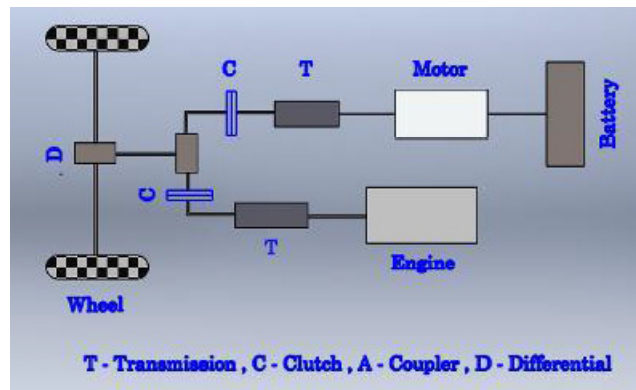 C T Motor
Battery
D
C
T
Engine
Wheel
T - Transmission , C - Clutch , A - Coupler , D - Differential